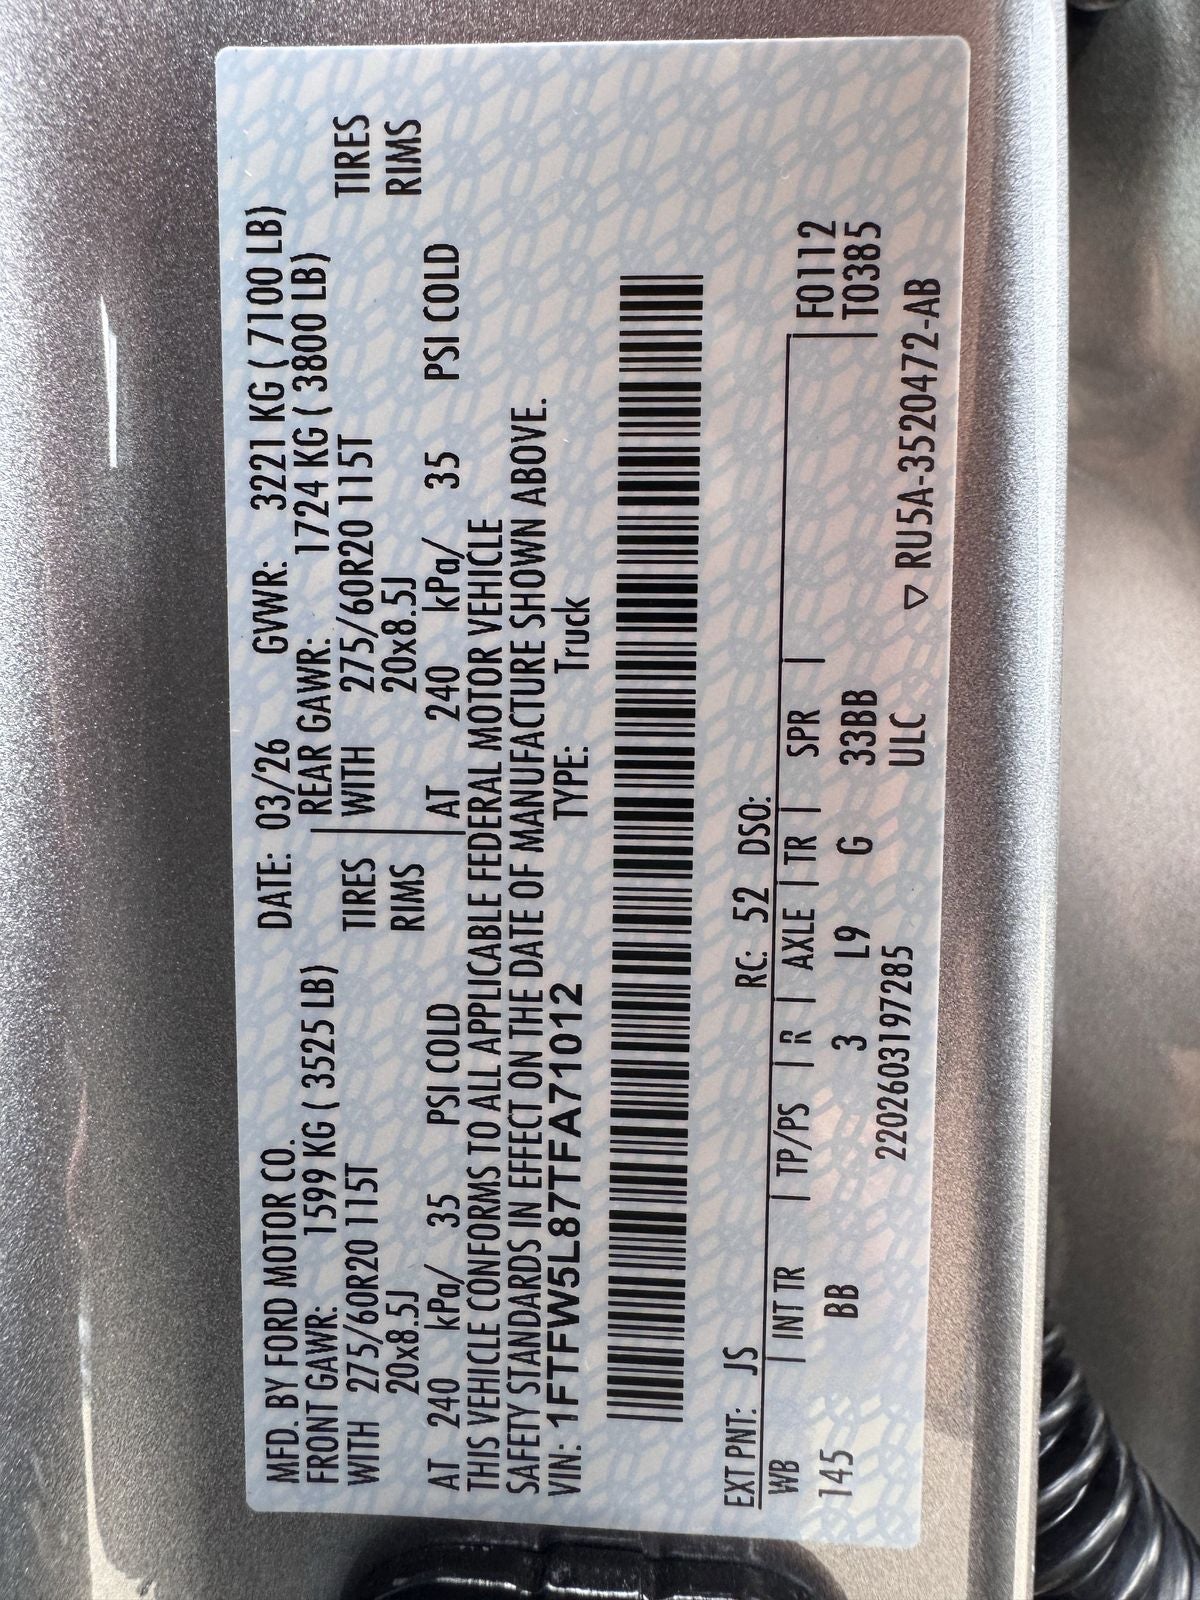 MFD. BY FORD MOTOR CO. DATE: 03/26 GVWR: 3221 KG ( 7100 LB)
FRONT GAWR: 1599 KG ( 3525 LB) REAR GAWR: 1724 KG ( 3800 LB)
WITH 275/60R20 115T TIRES WITH 275/60R20 115T TIRES
20x8.5J RIMS 20x8.5J RIMS
AT 240 kPa/ 35 PSI COLD AT 240 kPa/ 35 PSI COLD
THIS VEHICLE CONFORMS TO ALL APPLICABLE FEDERAL MOTOR VEHICLE
SAFETY STANDARDS IN EFFECT ON THE DATE OF MANUFACTURE SHOWN ABOVE.
VIN: 1FTFW5L87TFA71012 TYPE: Truck
EXT PNT: JS RC: 52 DSO:
WB | INT TR | TP/PS | R | AXLE | TR | SPR | F0112
145 BB 3 L9 G 33BB T0385
2202603197285 ULC ▽ RU5A-3520472-AB